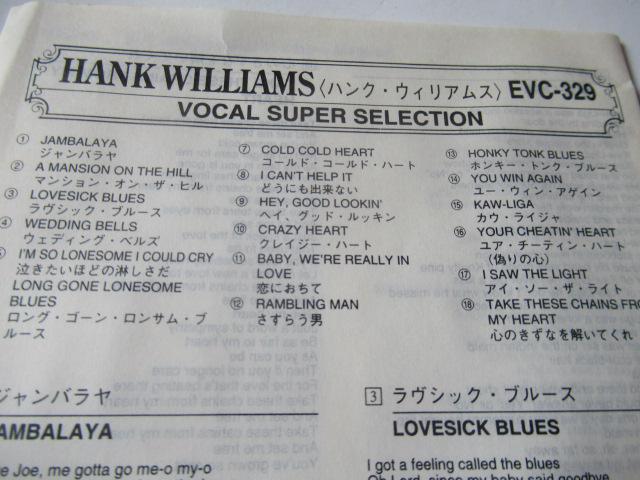 HANK WILLIAMS〈ハンク・ウィリアムス〉EVC-329
VOCAL SUPER SELECTION
① JAMBALAYA
ジャンバラヤ
② A MANSION ON THE HILL
マンション・オン・ザ・ヒル
③ LOVESICK BLUES
ラヴシック・ブルース
④ WEDDING BELLS
ウェディング・ベルズ
I'M SO LONESOME I COULD CRY
泣きたいほどの淋しさだ
LONG GONE LONESOME
BLUES
ロング・ゴーン・ロンサム・ブ
ルース
⑦ COLD COLD HEART
コールド・コールド・ハート
⑧ I CAN'T HELP IT
どうにも出来ない
⑨ HEY, GOOD LOOKIN'
ヘイ、グッド・ルッキン
⑩ CRAZY HEART
クレイジー・ハート
⑪ BABY, WE'RE REALLY IN
LOVE
恋におちて
⑫ RAMBLING MAN
さすらう男
⑬ HONKY TONK BLUES
ホンキー・トンク・ブルース
⑭ YOU WIN AGAIN
ユー・ウィン・アゲイン
⑮ KAW-LIGA
カウ・ライジャ
⑯ YOUR CHEATIN' HEART
ユア・チーティン・ハート
(偽りの心)
⑰ I SAW THE LIGHT
アイ・ソー・ザ・ライト
⑱ TAKE THESE CHAINS FROM
MY HEART
心のきずなを解いてくれ
ジャンバラヤ
AMBALAYA
Joe, me gotta go me-o my-o
3 ラヴシック・ブルース
LOVESICK BLUES
I got a feeling called the blues
Oh Lord, since my baby said goodbye